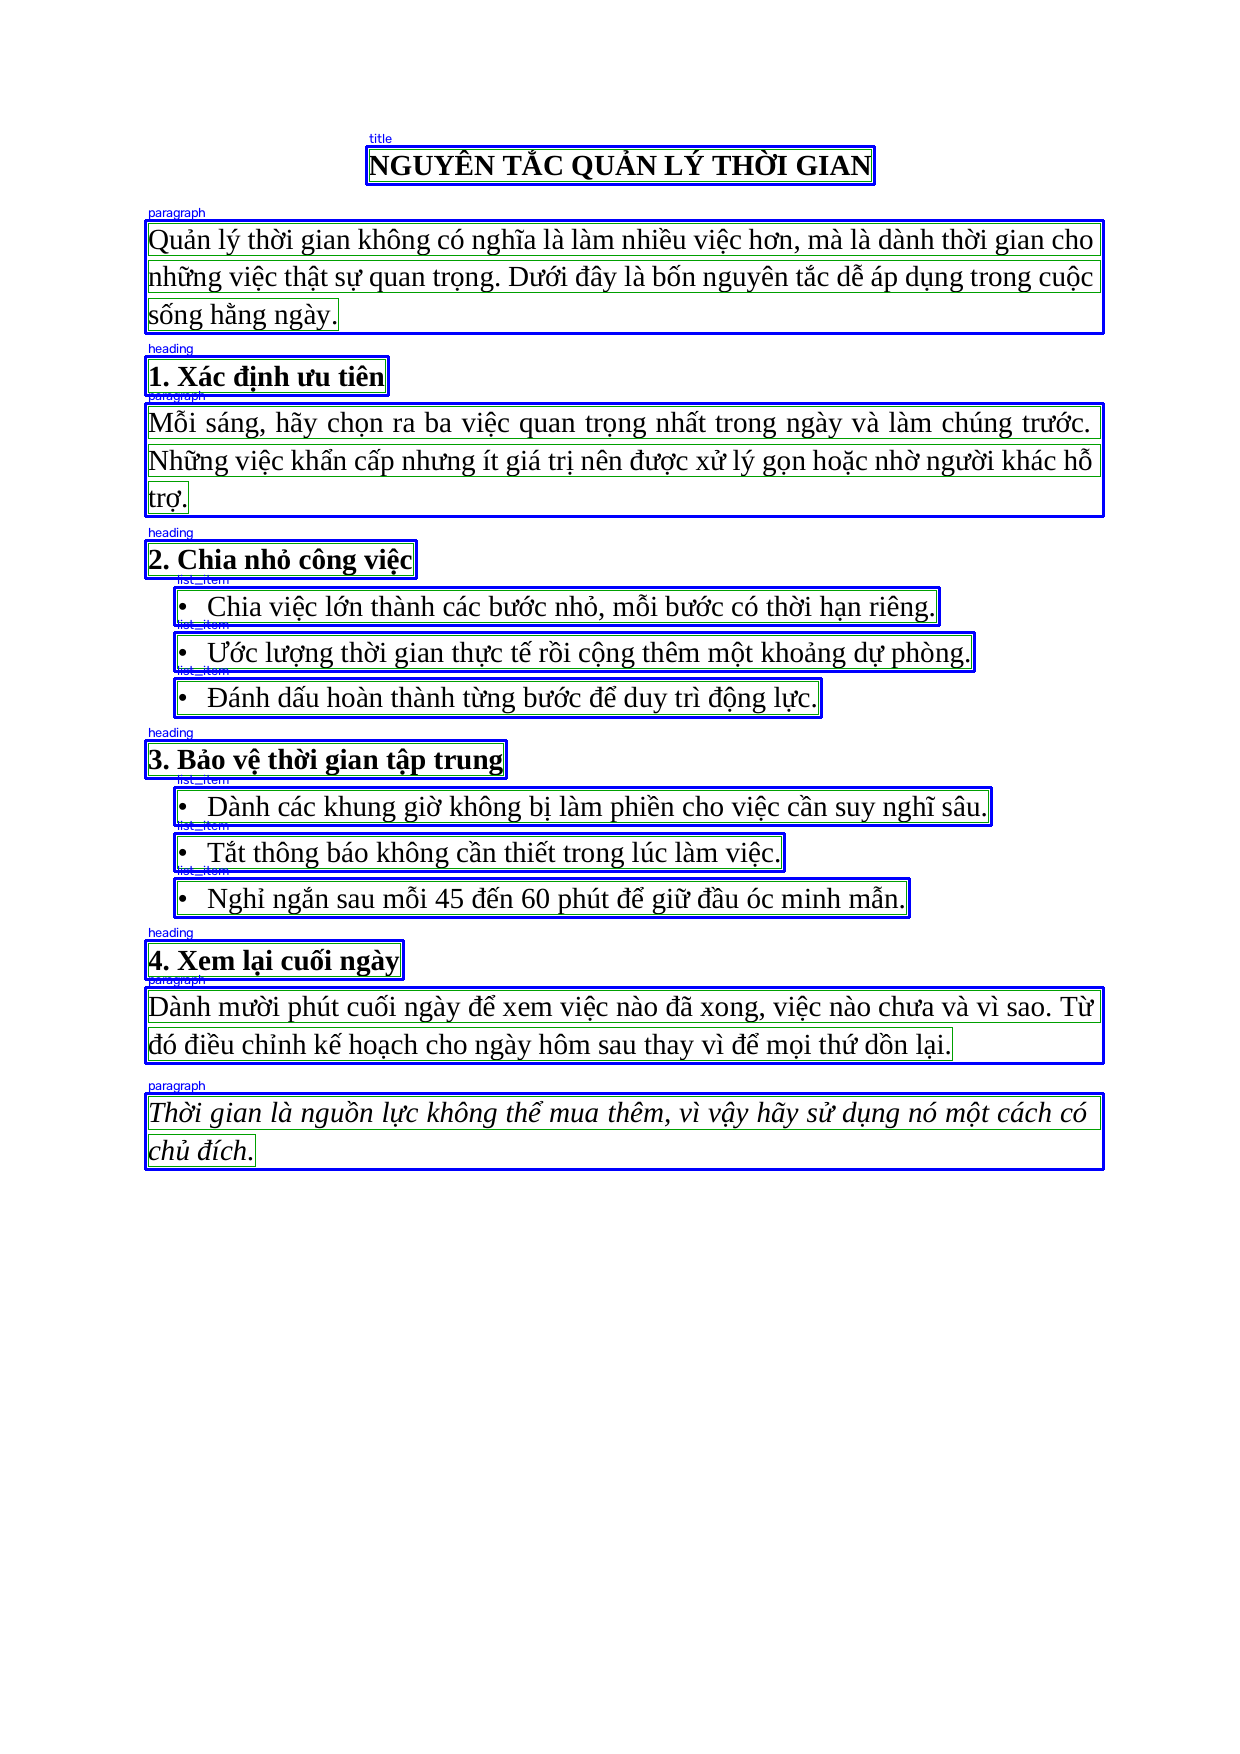 title
NGUYÊN TẮC QUẢN LÝ THỜI GIAN
paragraph
Quản lý thời gian không có nghĩa là làm nhiều việc hơn, mà là dành thời gian cho
những việc thật sự quan trọng. Dưới đây là bốn nguyên tắc dễ áp dụng trong cuộc
sống hằng ngày.
heading
1. Xác định ưu tiên
paragraph
Mỗi sáng, hãy chọn ra ba việc quan trọng nhất trong ngày và làm chúng trước.
Những việc khẩn cấp nhưng ít giá trị nên được xử lý gọn hoặc nhờ người khác hỗ
trợ.
heading
2. Chia nhỏ công việc
list_item
• Chia việc lớn thành các bước nhỏ, mỗi bước có thời hạn riêng.
list_item
• Ước lượng thời gian thực tế rồi cộng thêm một khoảng dự phòng.
list_item
• Đánh dấu hoàn thành từng bước để duy trì động lực.
heading
3. Bảo vệ thời gian tập trung
list_item
• Dành các khung giờ không bị làm phiền cho việc cần suy nghĩ sâu.
list_item
• Tắt thông báo không cần thiết trong lúc làm việc.
list_item
• Nghỉ ngắn sau mỗi 45 đến 60 phút để giữ đầu óc minh mẫn.
heading
4. Xem lại cuối ngày
paragraph
Dành mười phút cuối ngày để xem việc nào đã xong, việc nào chưa và vì sao. Từ
đó điều chỉnh kế hoạch cho ngày hôm sau thay vì để mọi thứ dồn lại.
paragraph
Thời gian là nguồn lực không thể mua thêm, vì vậy hãy sử dụng nó một cách có
chủ đích.